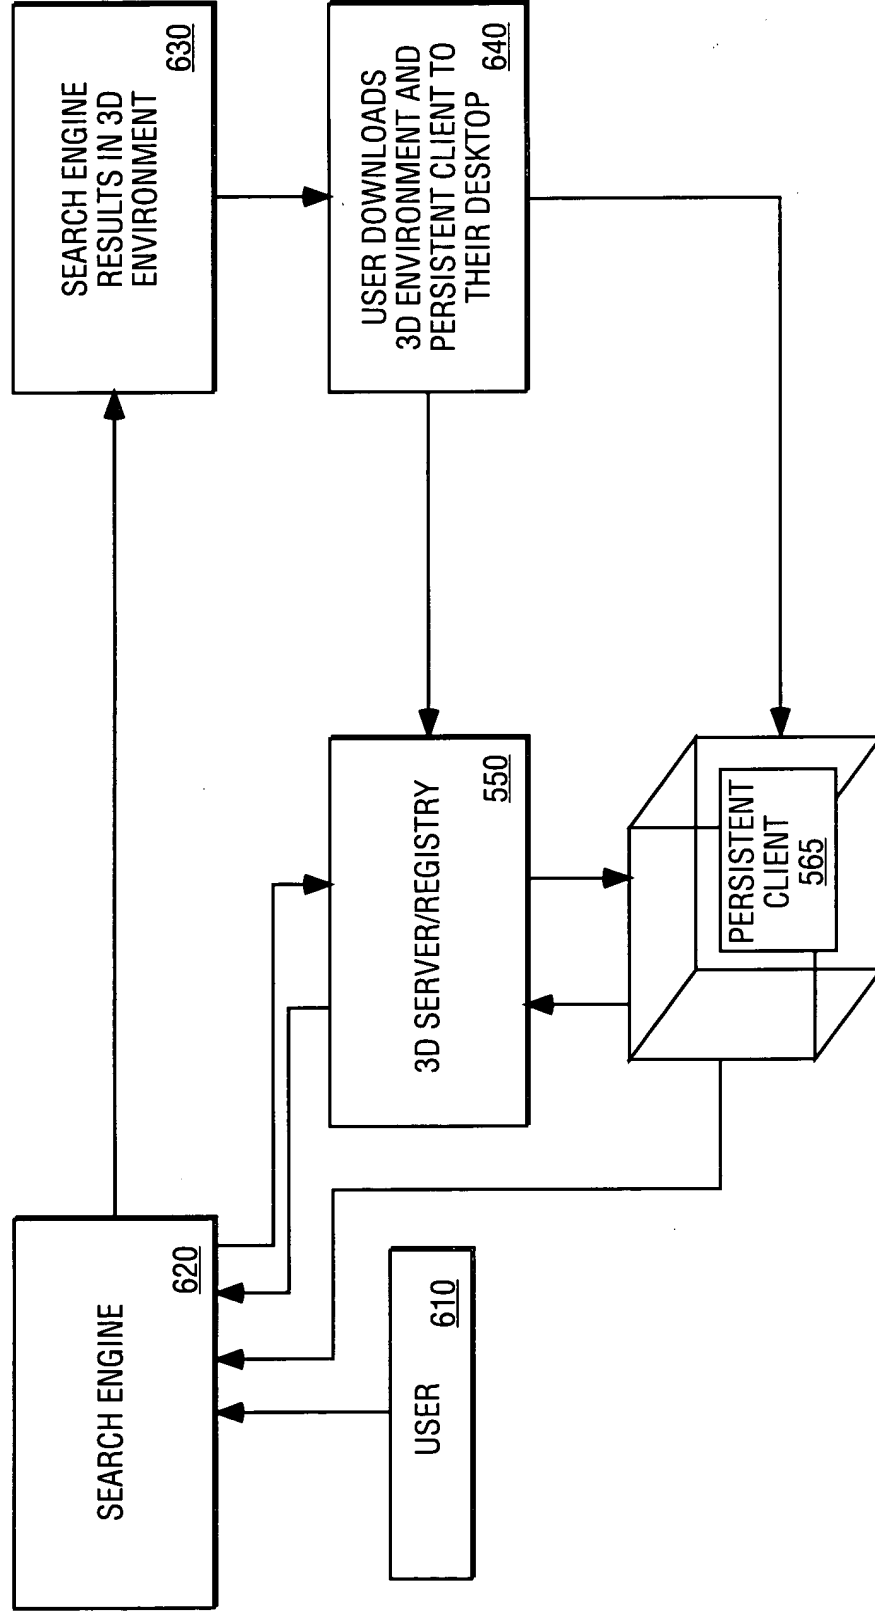 SEARCH ENGINE
620
USER
610
3D SERVER/REGISTRY
550
PERSISTENT
CLIENT
565
SEARCH ENGINE
RESULTS IN 3D
ENVIRONMENT
630
USER DOWNLOADS
3D ENVIRONMENT AND
PERSISTENT CLIENT TO
THEIR DESKTOP
640